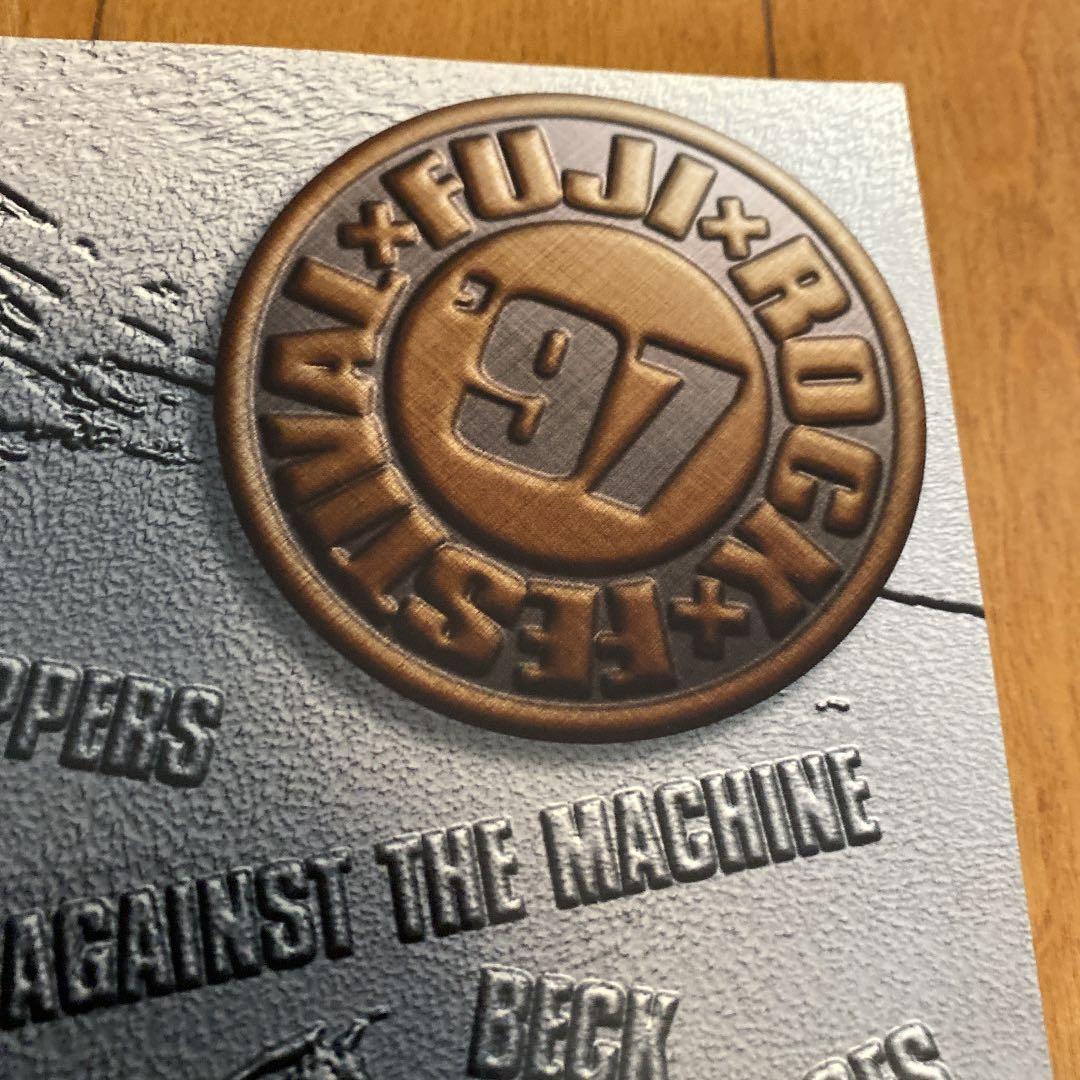 + FUJI + ROCK + FESTIVAL
'97
PPERS
AGAINST THE MACHINE
BECK